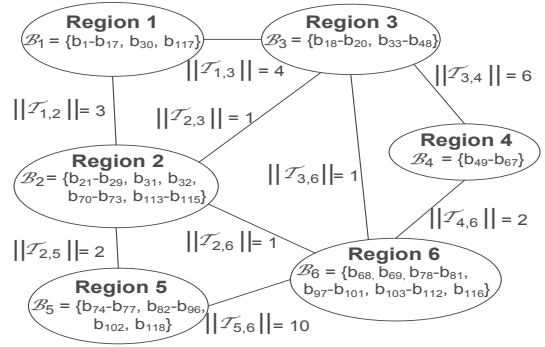 Region 1
ℬ₁ = {b₁-b₁₇, b₃₀, b₁₁₇}
Region 3
ℬ₃ = {b₁₈-b₂₀, b₃₃-b₄₈}
||𝒯₁,₃|| = 4
||𝒯₃,₄|| = 6
||𝒯₁,₂|| = 3
||𝒯₂,₃|| = 1
Region 4
ℬ₄ = {b₄₉-b₆₇}
Region 2
ℬ₂ = {b₂₁-b₂₉, b₃₁, b₃₂,
b₇₀-b₇₃, b₁₁₃-b₁₁₅}
||𝒯₃,₆|| = 1
||𝒯₄,₆|| = 2
||𝒯₂,₅|| = 2
||𝒯₂,₆|| = 1
Region 6
ℬ₆ = {b₆₈, b₆₉, b₇₈-b₈₁,
b₉₇-b₁₀₁, b₁₀₃-b₁₁₂, b₁₁₆}
Region 5
ℬ₅ = {b₇₄-b₇₇, b₈₂-b₉₆,
b₁₀₂, b₁₁₈}
||𝒯₅,₆|| = 10